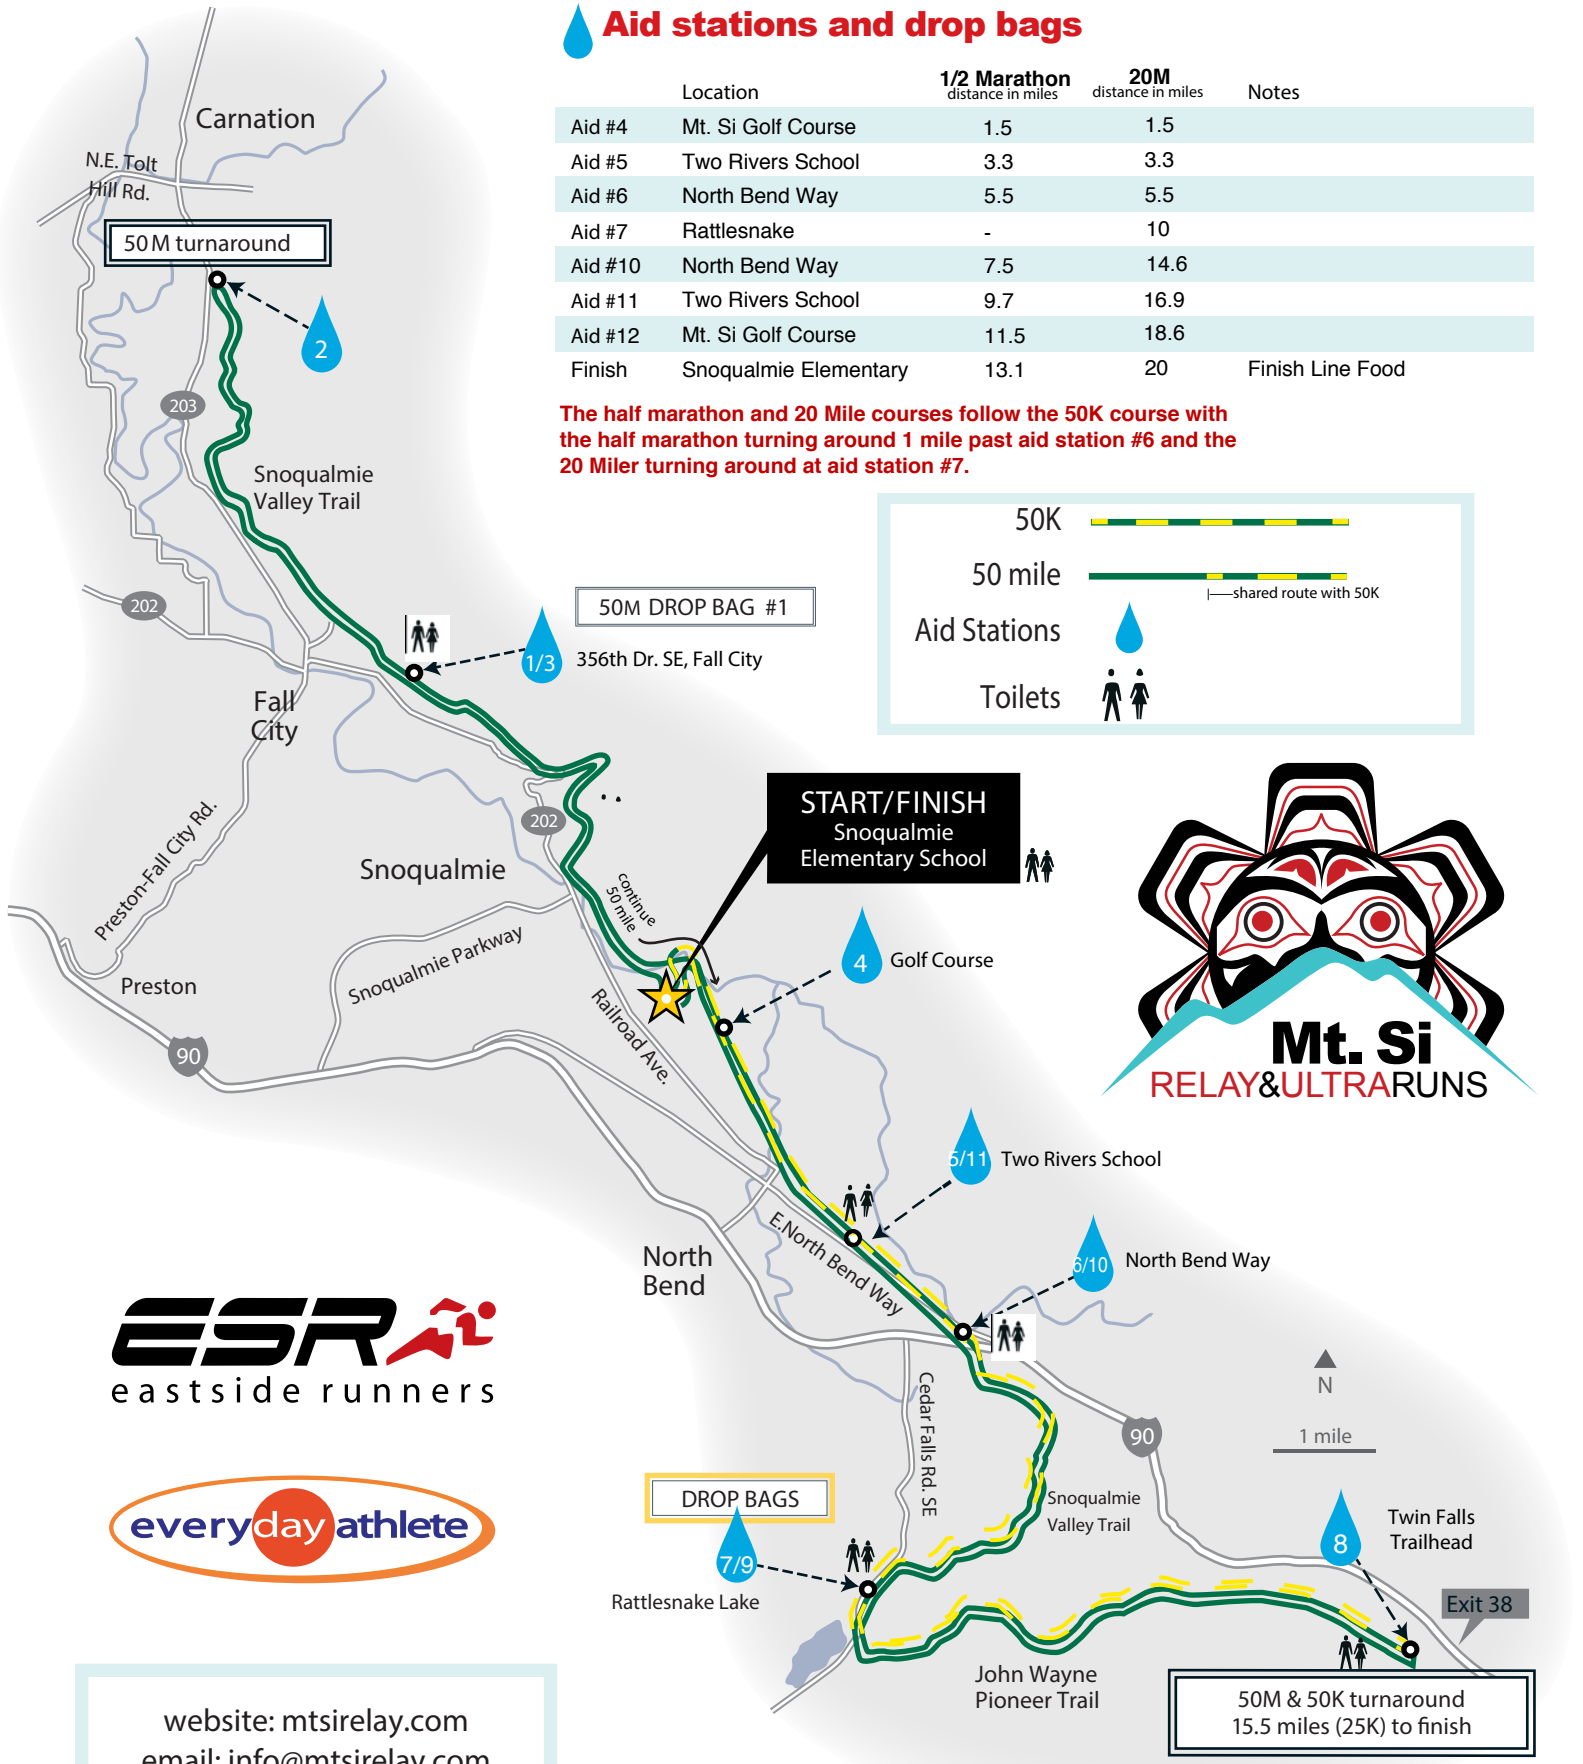 Aid stations and drop bags
Location 1/2 Marathon distance in miles 20M distance in miles Notes
Aid #4 Mt. Si Golf Course 1.5 1.5
Aid #5 Two Rivers School 3.3 3.3
Aid #6 North Bend Way 5.5 5.5
Aid #7 Rattlesnake - 10
Aid #10 North Bend Way 7.5 14.6
Aid #11 Two Rivers School 9.7 16.9
Aid #12 Mt. Si Golf Course 11.5 18.6
Finish Snoqualmie Elementary 13.1 20 Finish Line Food
The half marathon and 20 Mile courses follow the 50K course with
the half marathon turning around 1 mile past aid station #6 and the
20 Miler turning around at aid station #7.
50K
50 mile
shared route with 50K
Aid Stations
Toilets
Carnation
N.E. Tolt
Hill Rd.
50M turnaround
2
203
Snoqualmie
Valley Trail
202
50M DROP BAG #1
1/3
356th Dr. SE, Fall City
Fall
City
202
START/FINISH
Snoqualmie
Elementary School
Preston-Fall City Rd.
Snoqualmie
continue
50 mile
4
Golf Course
Snoqualmie Parkway
Preston
Railroad Ave.
90
Mt. Si
RELAY&ULTRARUNS
5/11
Two Rivers School
E.North Bend Way
North
Bend
6/10
North Bend Way
ESR
eastside runners
N
1 mile
Cedar Falls Rd. SE
90
DROP BAGS
Snoqualmie
Valley Trail
everyday athlete
7/9
Rattlesnake Lake
8
Twin Falls
Trailhead
Exit 38
John Wayne
Pioneer Trail
50M & 50K turnaround
15.5 miles (25K) to finish
website: mtsirelay.com
email: info@mtsirelay.com